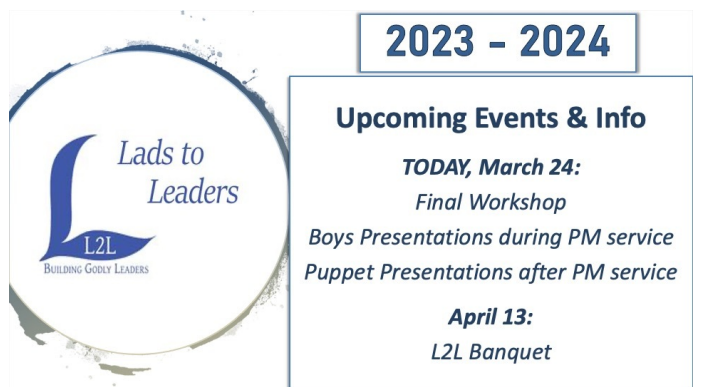 2023 - 2024
Lads to
Leaders
L2L
BUILDING GODLY LEADERS
Upcoming Events & Info
TODAY, March 24:
Final Workshop
Boys Presentations during PM service
Puppet Presentations after PM service
April 13:
L2L Banquet